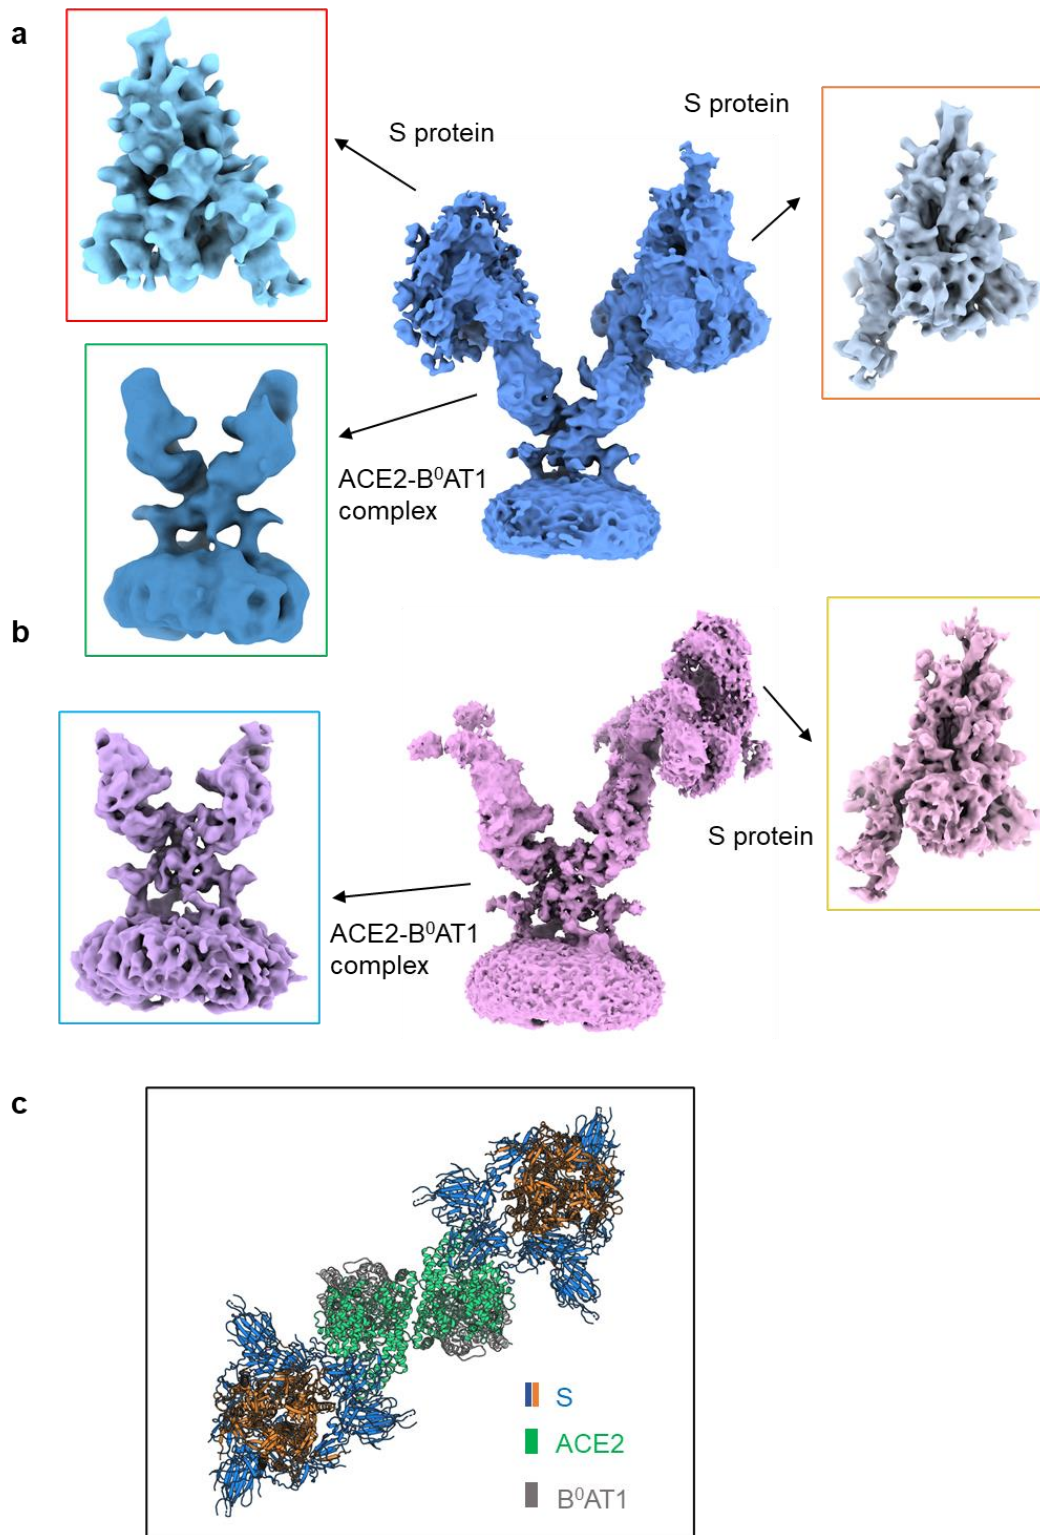 a
S protein
S protein
ACE2-B⁰AT1
complex
b
S protein
ACE2-B⁰AT1
complex
c
S
ACE2
B⁰AT1